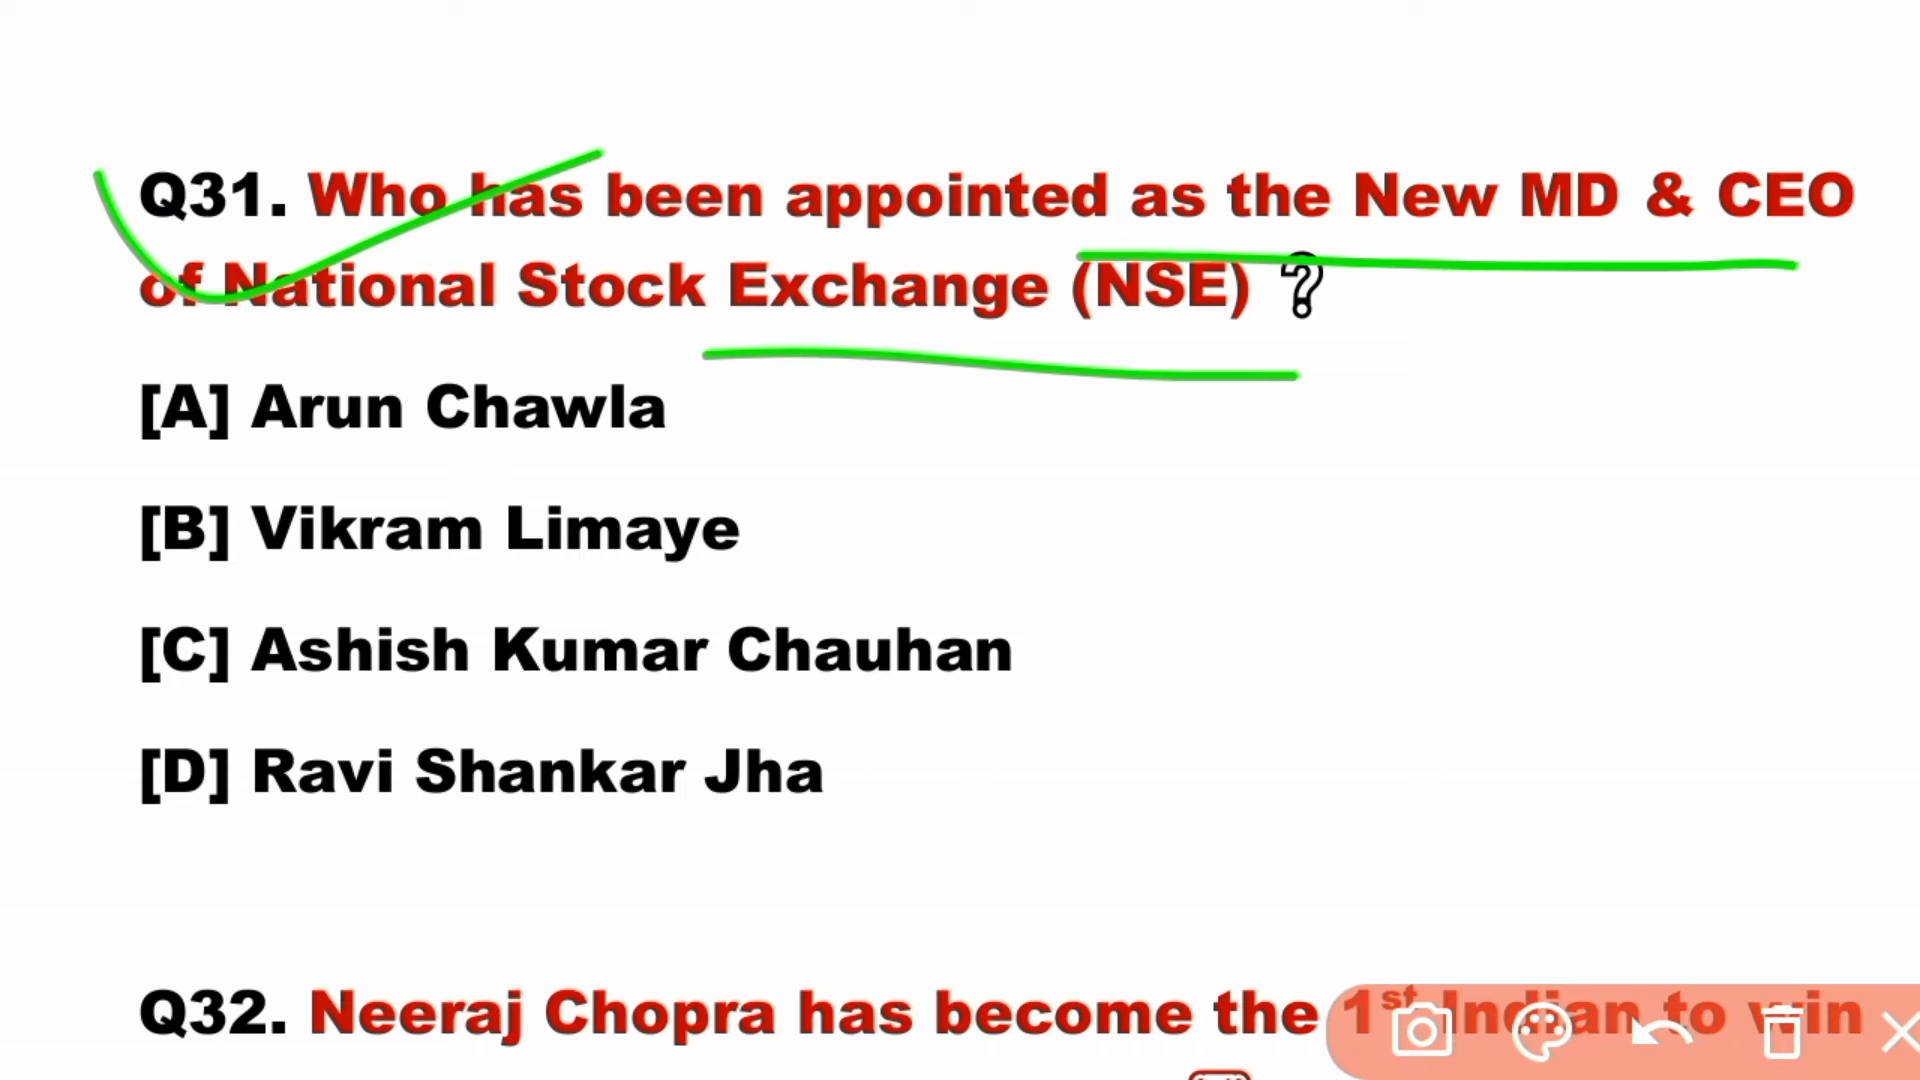 Q31. Who has been appointed as the New MD & CEO
of National Stock Exchange (NSE) ?
[A] Arun Chawla
[B] Vikram Limaye
[C] Ashish Kumar Chauhan
[D] Ravi Shankar Jha
Q32. Neeraj Chopra has become the 1st Indian to win